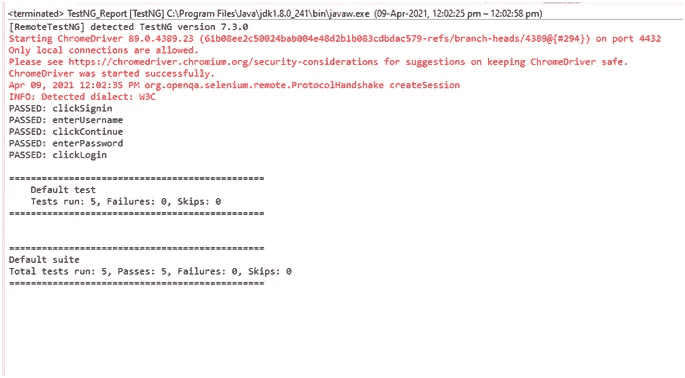 <terminated> TestNG_Report [TestNG] C:\Program Files\Java\jdk1.8.0_241\bin\javaw.exe (09-Apr-2021, 12:02:25 pm – 12:02:58 pm)
[RemoteTestNG] detected TestNG version 7.3.0
Starting ChromeDriver 89.0.4389.23 (61b08ee2c50024bab004e48d2b1b083cdbdac579-refs/branch-heads/4389@{#294}) on port 4432
Only local connections are allowed.
Please see https://chromedriver.chromium.org/security-considerations for suggestions on keeping ChromeDriver safe.
ChromeDriver was started successfully.
Apr 09, 2021 12:02:35 PM org.openqa.selenium.remote.ProtocolHandshake createSession
INFO: Detected dialect: W3C
PASSED: clickSignin
PASSED: enterUsername
PASSED: clickContinue
PASSED: enterPassword
PASSED: clickLogin
===============================================
Default test
Tests run: 5, Failures: 0, Skips: 0
===============================================
===============================================
Default suite
Total tests run: 5, Passes: 5, Failures: 0, Skips: 0
===============================================